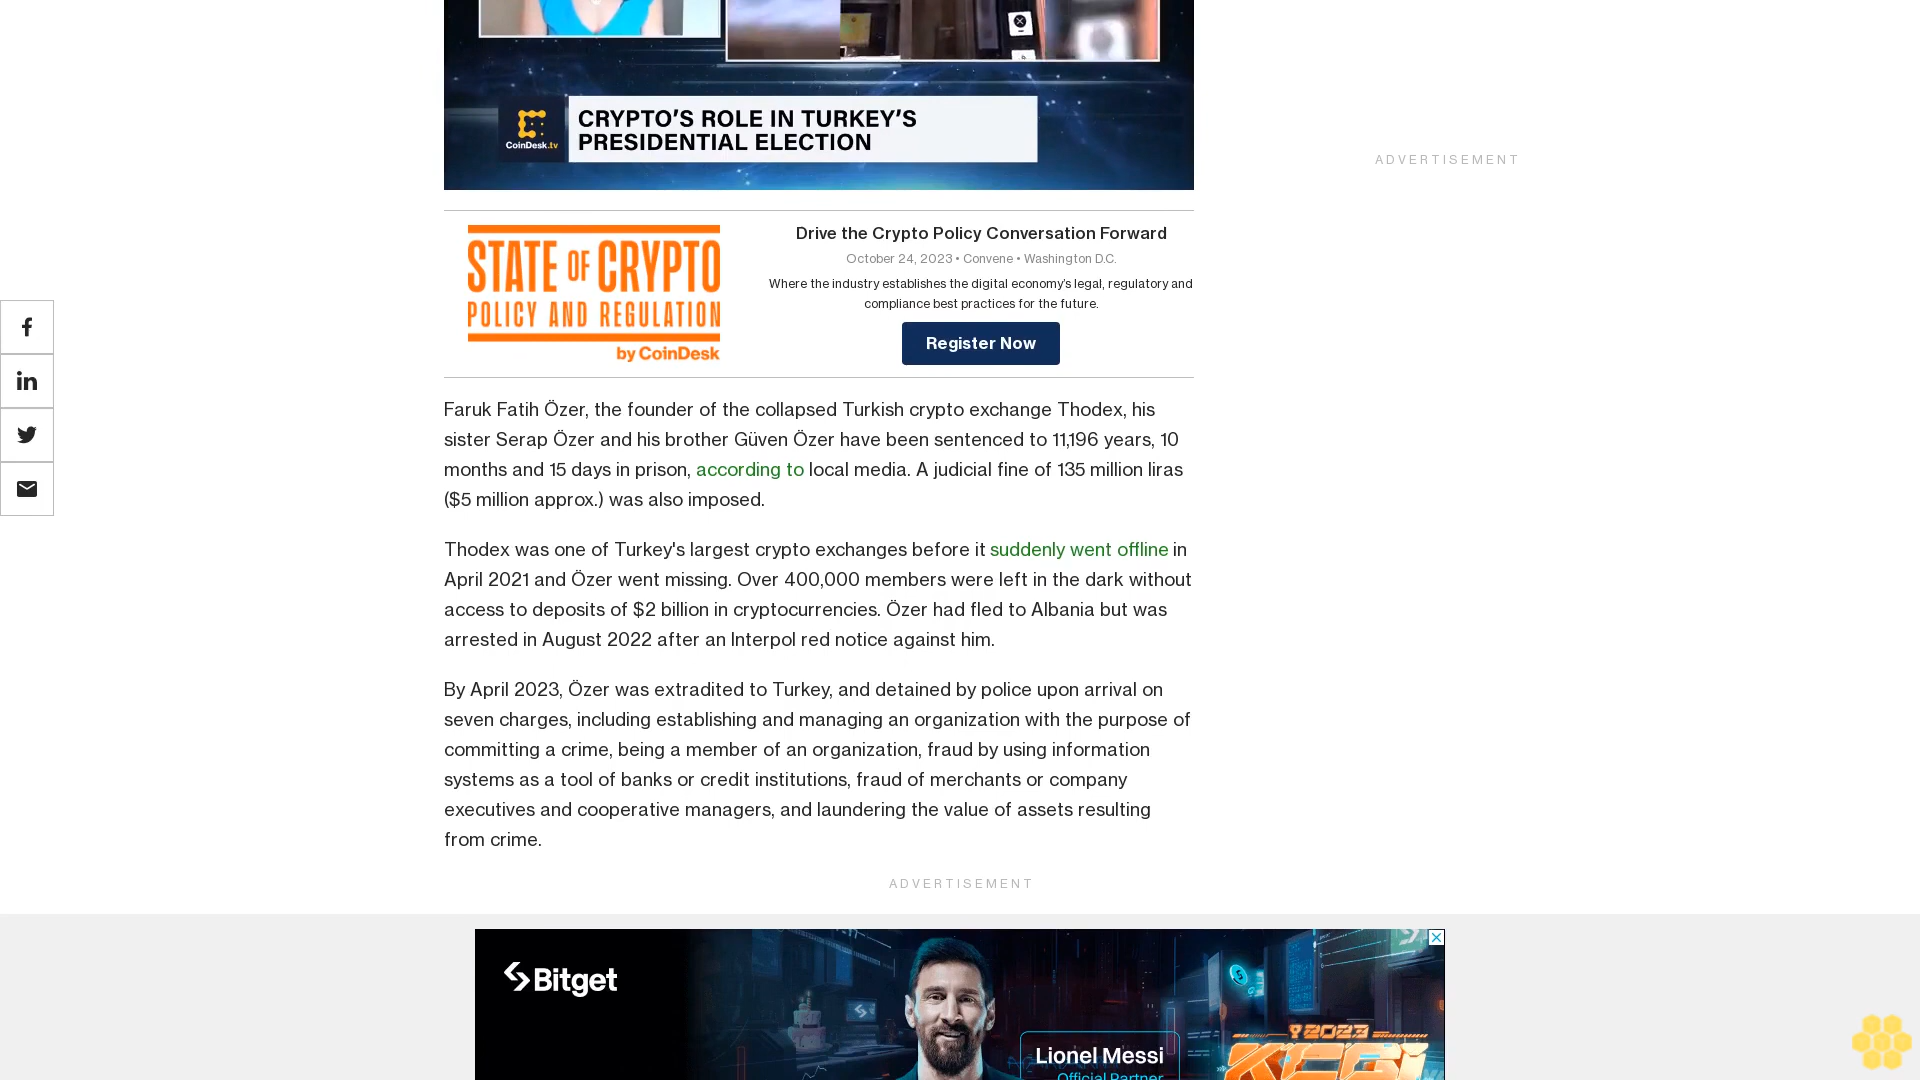 CRYPTO'S ROLE IN TURKEY'S
PRESIDENTIAL ELECTION
CoinDesk.tv
ADVERTISEMENT
STATE OF CRYPTO
POLICY AND REGULATION
by CoinDesk
Drive the Crypto Policy Conversation Forward
October 24, 2023 • Convene • Washington D.C.
Where the industry establishes the digital economy's legal, regulatory and
compliance best practices for the future.
Register Now
Faruk Fatih Özer, the founder of the collapsed Turkish crypto exchange Thodex, his
sister Serap Özer and his brother Güven Özer have been sentenced to 11,196 years, 10
months and 15 days in prison, according to local media. A judicial fine of 135 million liras
($5 million approx.) was also imposed.
Thodex was one of Turkey's largest crypto exchanges before it suddenly went offline in
April 2021 and Özer went missing. Over 400,000 members were left in the dark without
access to deposits of $2 billion in cryptocurrencies. Özer had fled to Albania but was
arrested in August 2022 after an Interpol red notice against him.
By April 2023, Özer was extradited to Turkey, and detained by police upon arrival on
seven charges, including establishing and managing an organization with the purpose of
committing a crime, being a member of an organization, fraud by using information
systems as a tool of banks or credit institutions, fraud of merchants or company
executives and cooperative managers, and laundering the value of assets resulting
from crime.
ADVERTISEMENT
Bitget
Lionel Messi
Official Partner
2023
KCGI